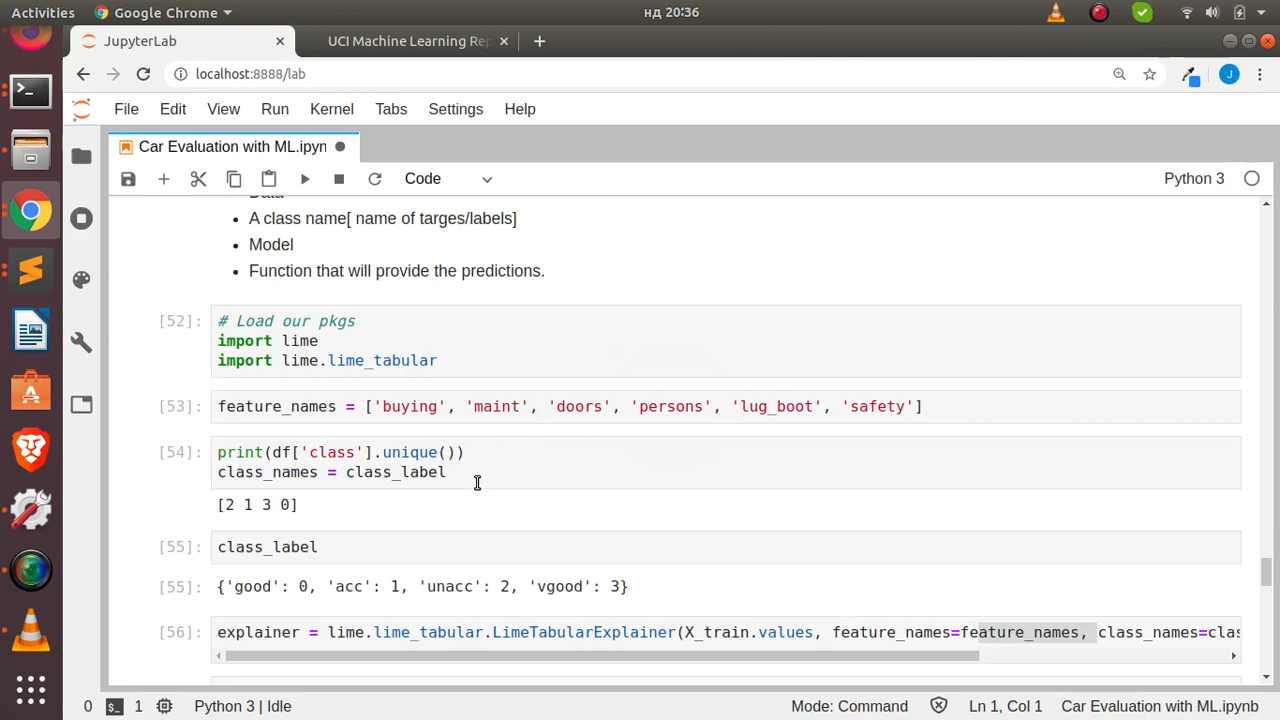 Activities
Google Chrome
нд 20:36
JupyterLab
UCI Machine Learning Rep
localhost:8888/lab
J
File Edit View Run Kernel Tabs Settings Help
Car Evaluation with ML.ipyn
Code
Python 3
Data
• A class name[ name of targes/labels]
• Model
• Function that will provide the predictions.
[52]: # Load our pkgs
import lime
import lime.lime_tabular
[53]: feature_names = ['buying', 'maint', 'doors', 'persons', 'lug_boot', 'safety']
[54]: print(df['class'].unique())
class_names = class_label
[2 1 3 0]
[55]: class_label
[55]: {'good': 0, 'acc': 1, 'unacc': 2, 'vgood': 3}
[56]: explainer = lime.lime_tabular.LimeTabularExplainer(X_train.values, feature_names=feature_names, class_names=clas
0 1 Python 3 | Idle
Mode: Command Ln 1, Col 1 Car Evaluation with ML.ipynb